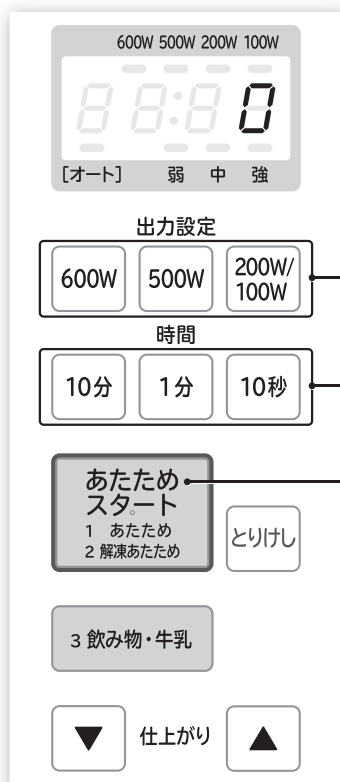 600W 500W 200W 100W
0
[オート] 弱 中 強
出力設定
600W 500W 200W/100W
時間
10分 1分 10秒
あたため
スタート
1 あたため
2 解凍あたため
とりけし
3 飲み物・牛乳
▼ 仕上がり ▲